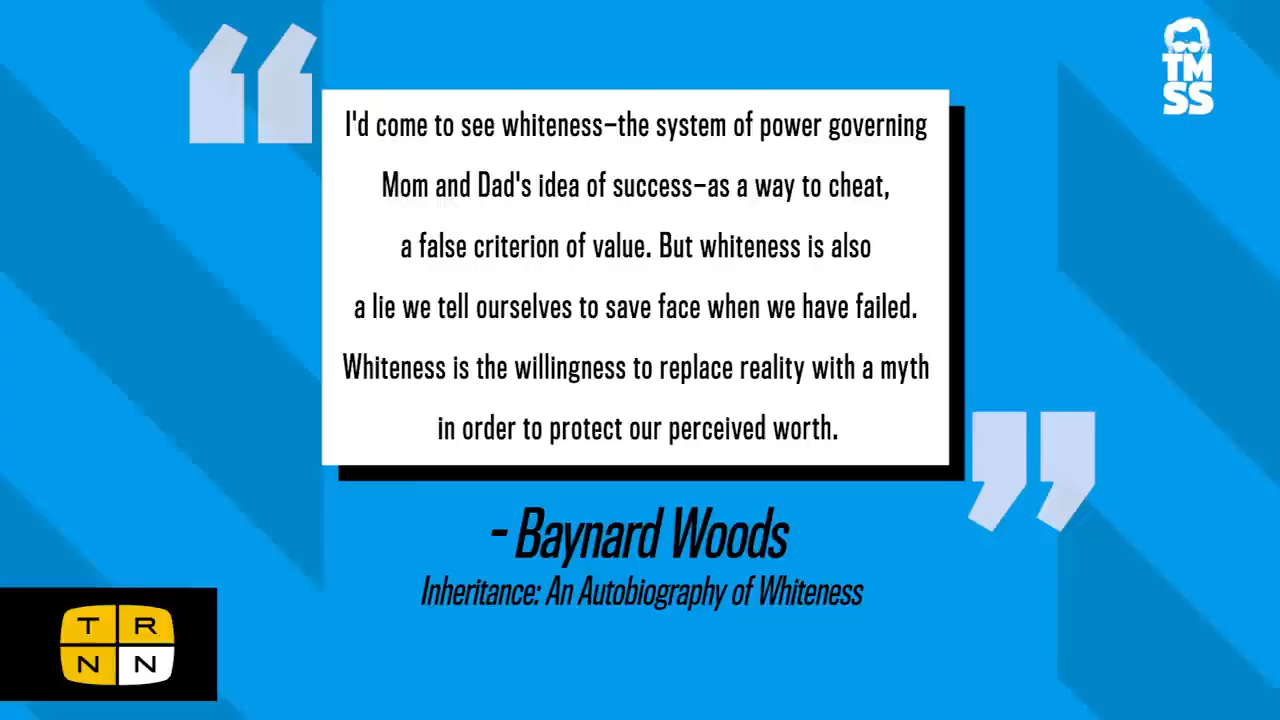 TM
SS
I'd come to see whiteness–the system of power governing
Mom and Dad's idea of success–as a way to cheat,
a false criterion of value. But whiteness is also
a lie we tell ourselves to save face when we have failed.
Whiteness is the willingness to replace reality with a myth
in order to protect our perceived worth.
- Baynard Woods
Inheritance: An Autobiography of Whiteness
T R
N N